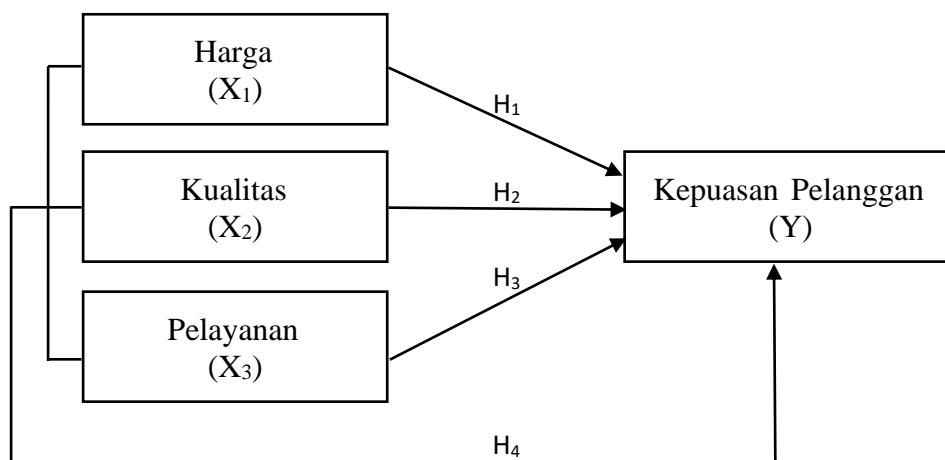 Harga
(X₁)
H₁
Kualitas
(X₂)
H₂
Kepuasan Pelanggan
(Y)
H₃
Pelayanan
(X₃)
H₄